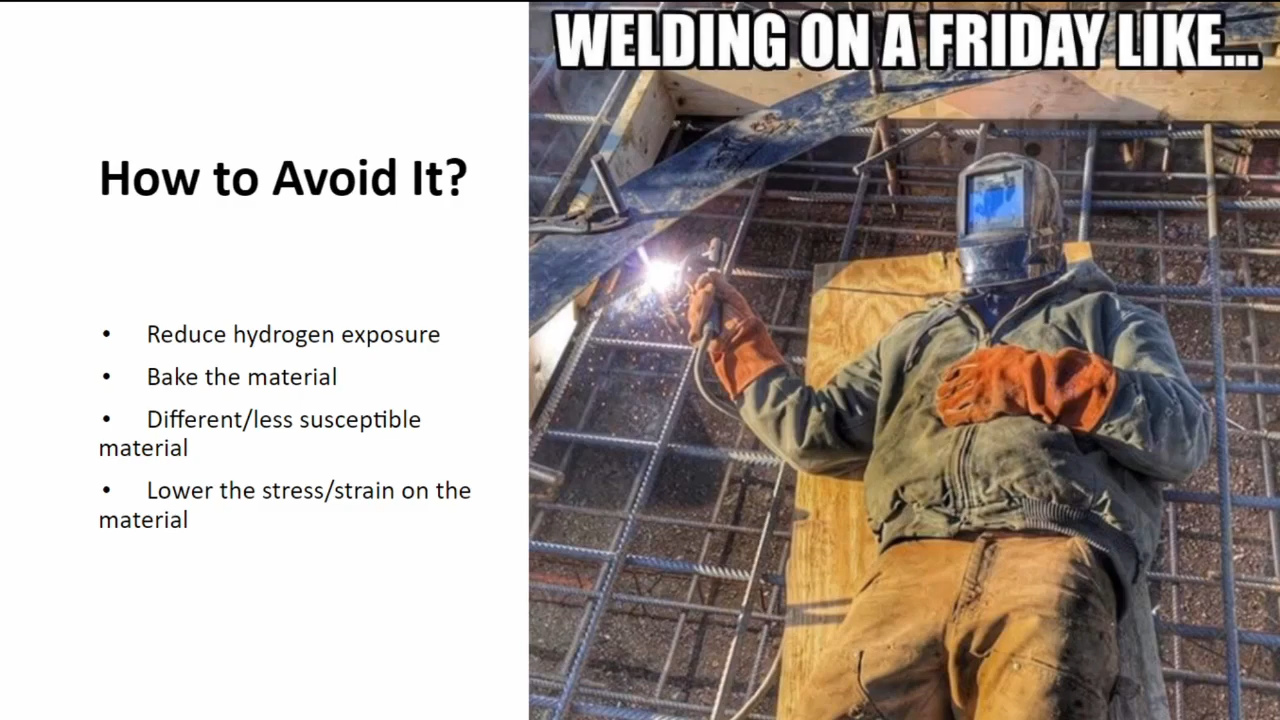 WELDING ON A FRIDAY LIKE...
How to Avoid It?
• Reduce hydrogen exposure
• Bake the material
• Different/less susceptible
material
• Lower the stress/strain on the
material